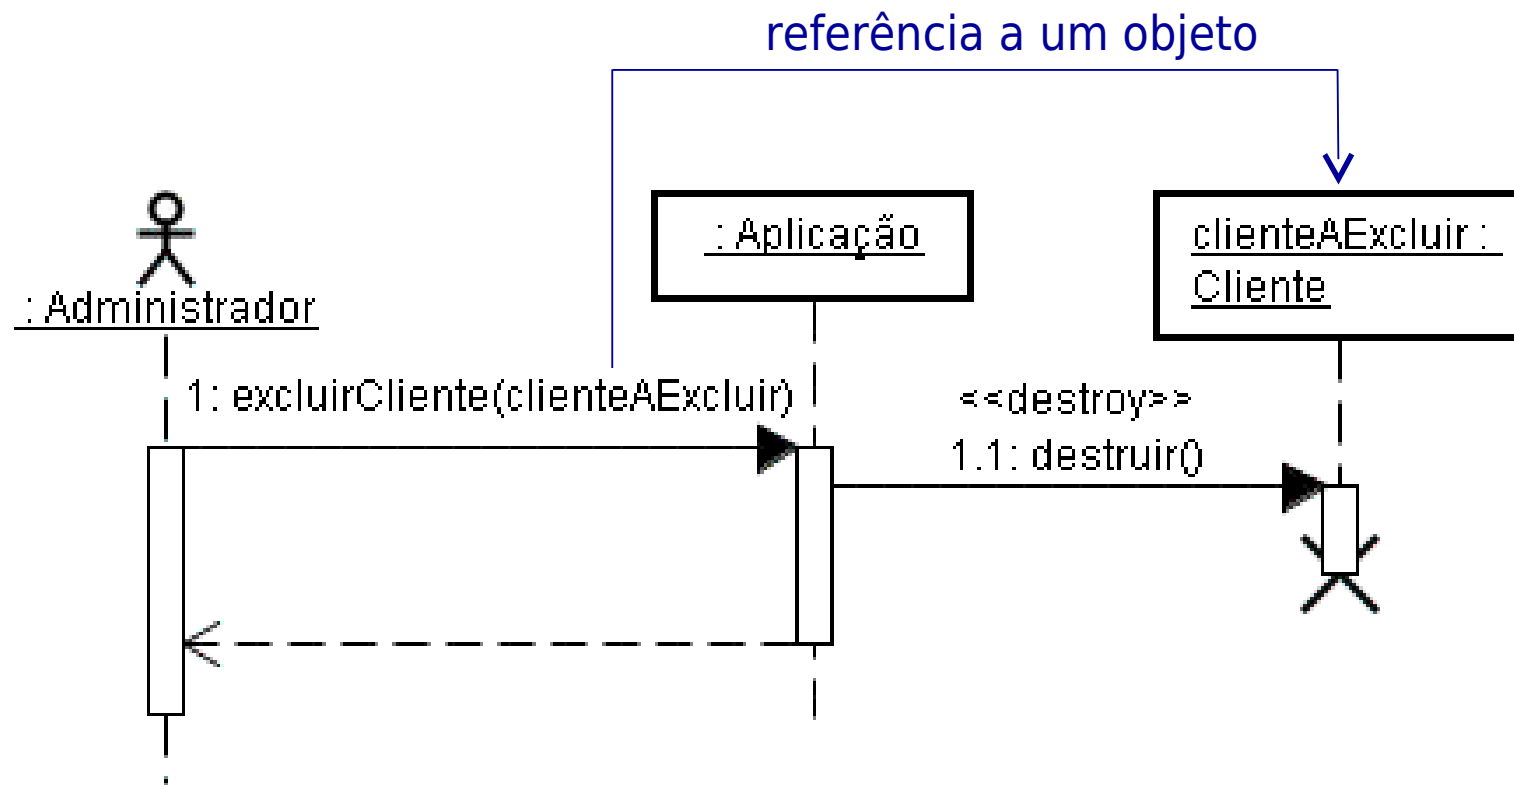 referência a um objeto
: Administrador
: Aplicação
clienteAExcluir :
Cliente
1: excluirCliente(clienteAExcluir)
<<destroy>>
1.1: destruir()